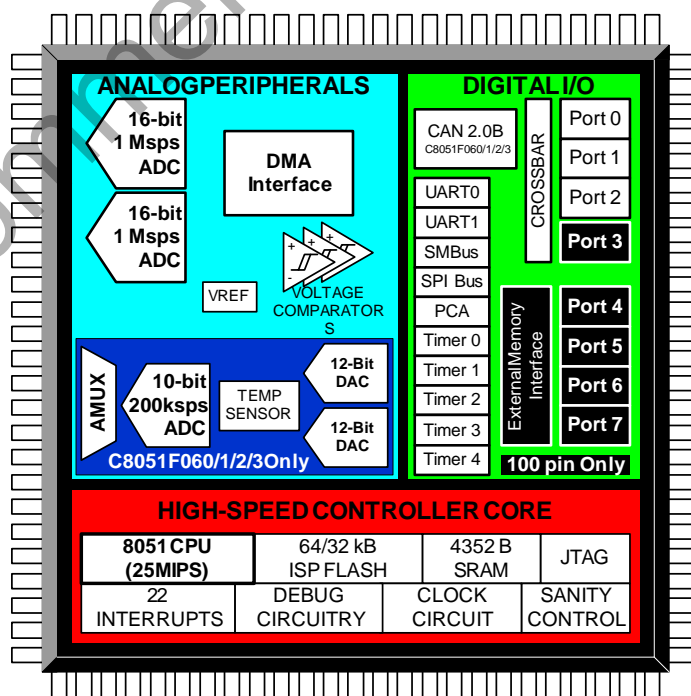 ANALOGPERIPHERALS
16-bit
1 Msps
ADC
16-bit
1 Msps
ADC
DMA
Interface
+
-
VREF
VOLTAGE
COMPARATOR
S
AMUX
10-bit
200ksps
ADC
TEMP
SENSOR
12-Bit
DAC
12-Bit
DAC
C8051F060/1/2/3Only
DIGITAL I/O
CAN 2.0B
C8051F060/1/2/3
UART0
UART1
SMBus
SPI Bus
PCA
Timer 0
Timer 1
Timer 2
Timer 3
Timer 4
CROSSBAR
Port 0
Port 1
Port 2
Port 3
ExternalMemory
Interface
Port 4
Port 5
Port 6
Port 7
100 pin Only
HIGH-SPEED CONTROLLER CORE
8051 CPU
(25MIPS)
64/32 kB
ISP FLASH
4352 B
SRAM
JTAG
22
INTERRUPTS
DEBUG
CIRCUITRY
CLOCK
CIRCUIT
SANITY
CONTROL